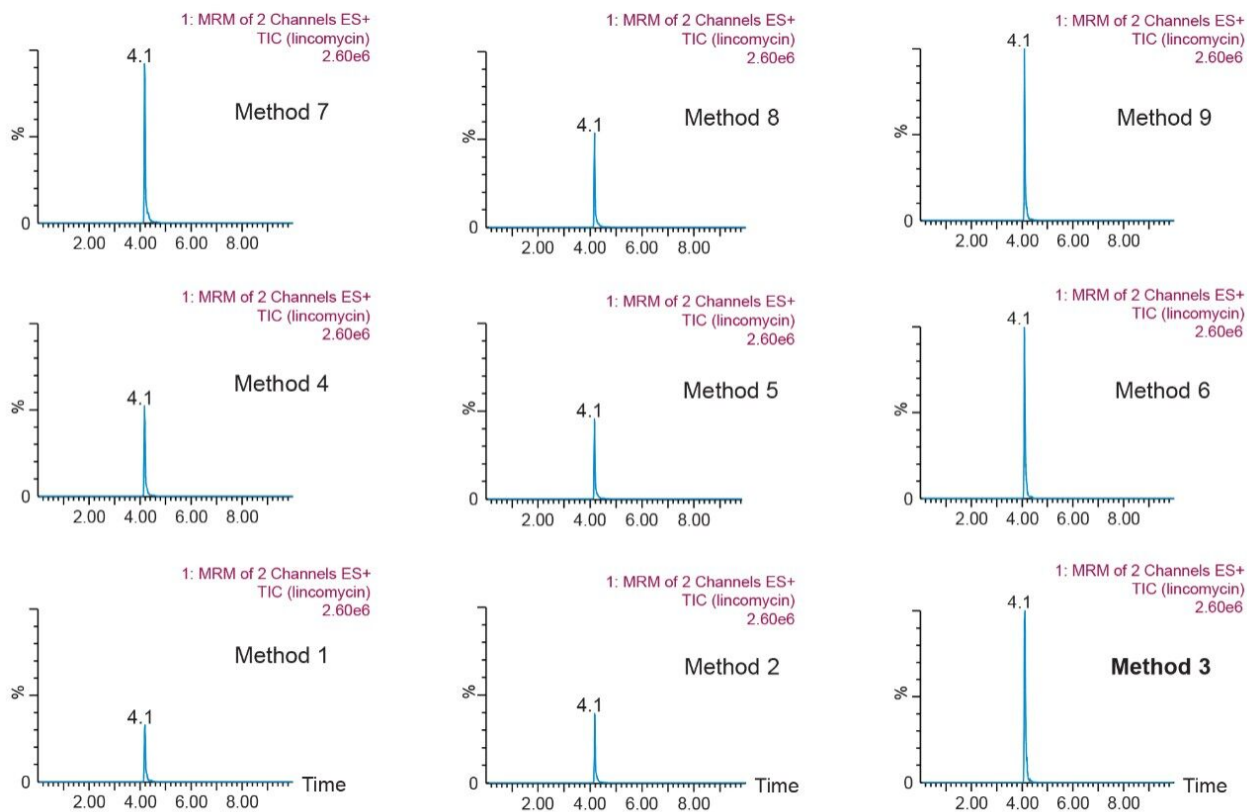 1: MRM of 2 Channels ES+
TIC (lincomycin)
2.60e6
4.1
Method 7
%
0
2.00 4.00 6.00 8.00
1: MRM of 2 Channels ES+
TIC (lincomycin)
2.60e6
4.1
Method 8
%
0
2.00 4.00 6.00 8.00
1: MRM of 2 Channels ES+
TIC (lincomycin)
2.60e6
4.1
Method 9
%
0
2.00 4.00 6.00 8.00
1: MRM of 2 Channels ES+
TIC (lincomycin)
2.60e6
Method 4
4.1
%
0
2.00 4.00 6.00 8.00
1: MRM of 2 Channels ES+
TIC (lincomycin)
2.60e6
Method 5
4.1
%
0
2.00 4.00 6.00 8.00
1: MRM of 2 Channels ES+
TIC (lincomycin)
2.60e6
4.1
Method 6
%
0
2.00 4.00 6.00 8.00
1: MRM of 2 Channels ES+
TIC (lincomycin)
2.60e6
Method 1
%
4.1
0
Time
2.00 4.00 6.00 8.00
1: MRM of 2 Channels ES+
TIC (lincomycin)
2.60e6
Method 2
%
4.1
0
Time
2.00 4.00 6.00 8.00
1: MRM of 2 Channels ES+
TIC (lincomycin)
2.60e6
4.1
Method 3
%
0
Time
2.00 4.00 6.00 8.00